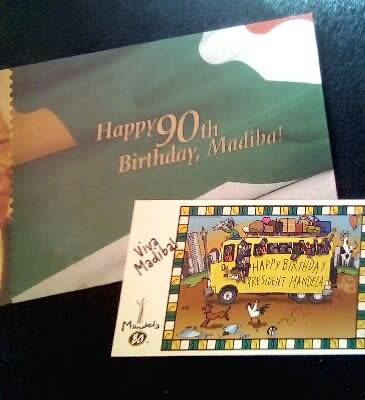 Happy 90th
Birthday, Madiba!
Viva
Madiba!
HAPPY BIRTHDAY
PRESIDENT MANDELA
Mandela
80